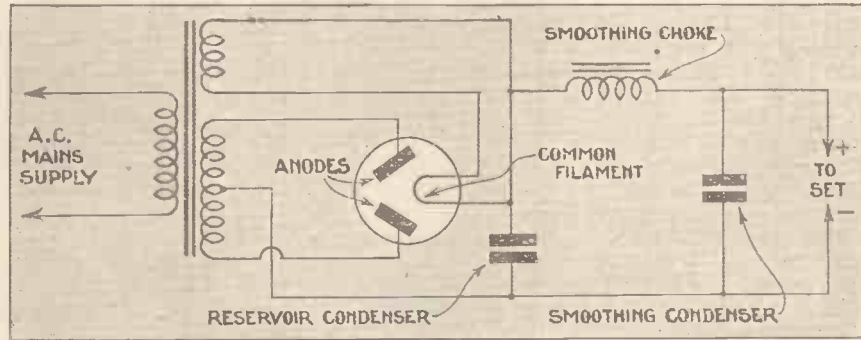 SMOOTHING CHOKE
A.C.
MAINS
SUPPLY
ANODES
COMMON
FILAMENT
+
TO
SET
−
RESERVOIR CONDENSER
SMOOTHING CONDENSER